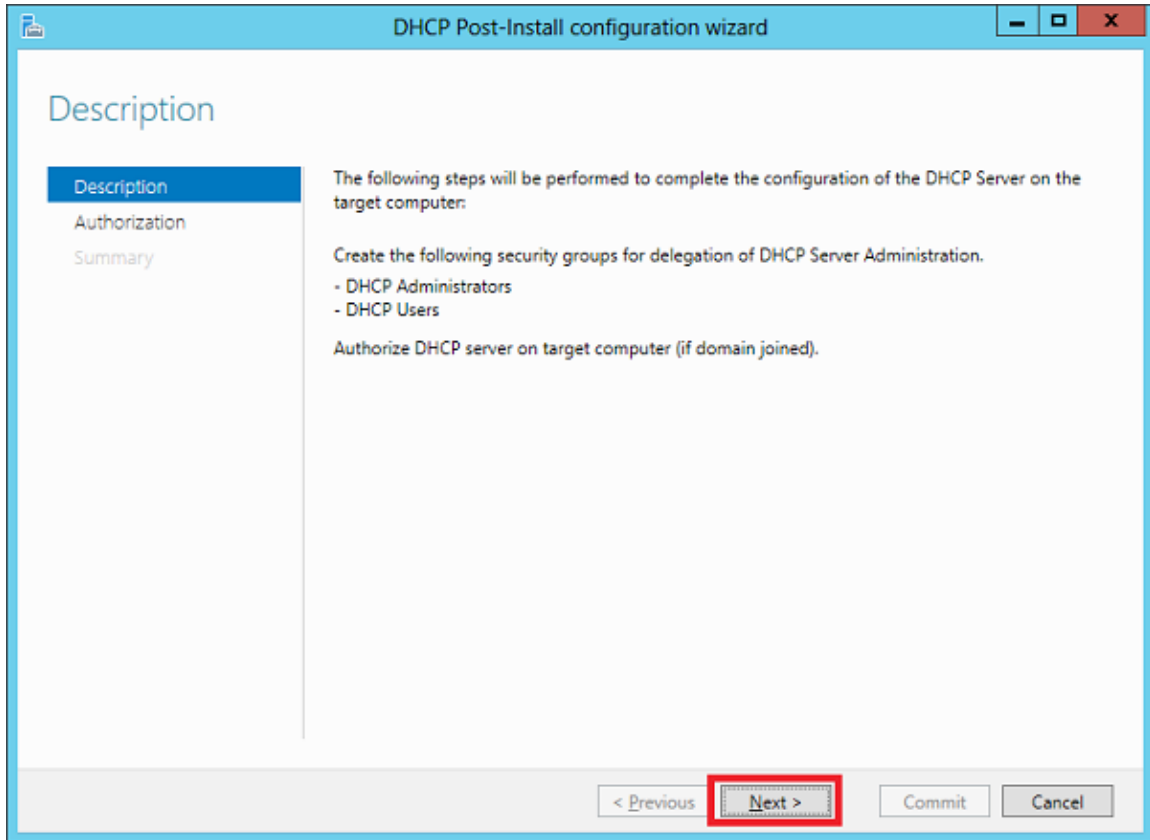 DHCP Post-Install configuration wizard
Description
Description
Authorization
Summary
The following steps will be performed to complete the configuration of the DHCP Server on the
target computer:
Create the following security groups for delegation of DHCP Server Administration.
- DHCP Administrators
- DHCP Users
Authorize DHCP server on target computer (if domain joined).
< Previous Next > Commit Cancel